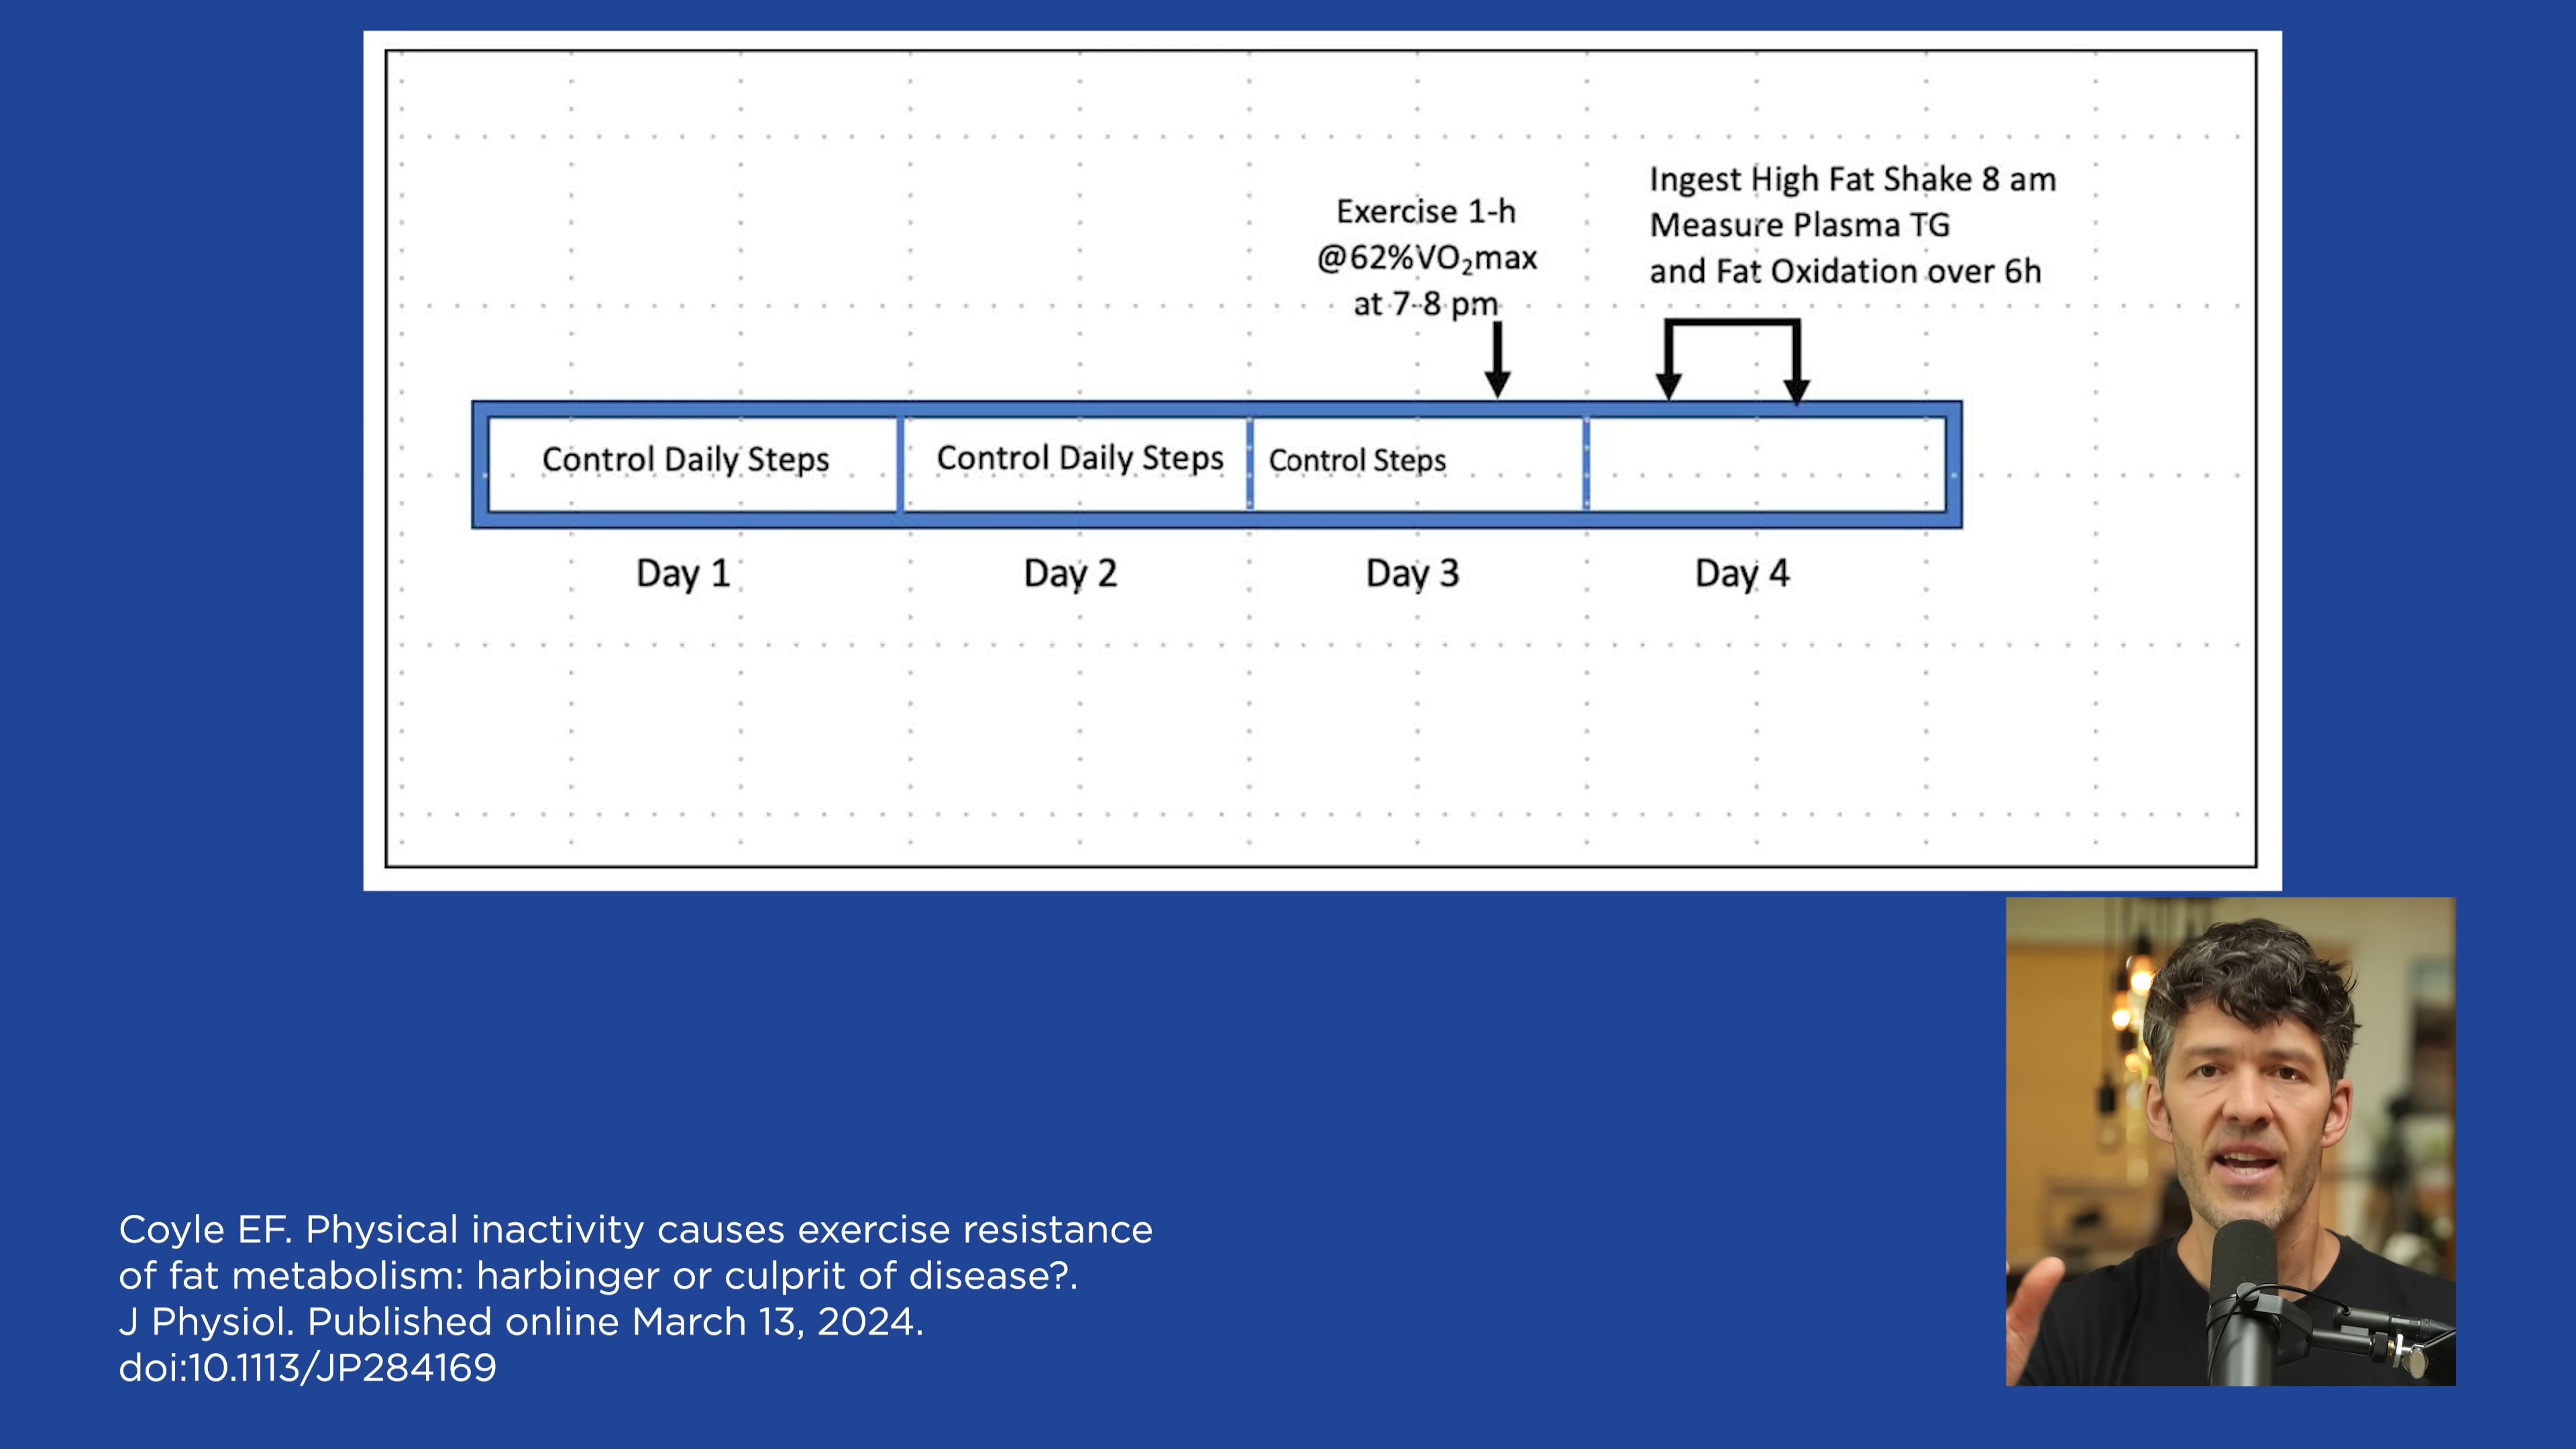 Exercise 1-h
@62%VO₂max
at 7-8 pm
Ingest High Fat Shake 8 am
Measure Plasma TG
and Fat Oxidation over 6h
Control Daily Steps
Control Daily Steps
Control Steps
Day 1
Day 2
Day 3
Day 4
Coyle EF. Physical inactivity causes exercise resistance
of fat metabolism: harbinger or culprit of disease?.
J Physiol. Published online March 13, 2024.
doi:10.1113/JP284169